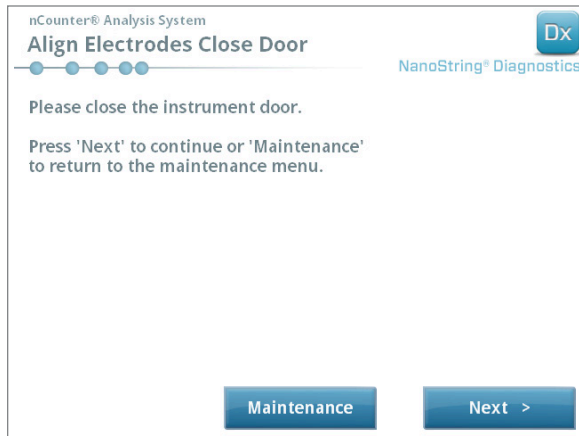 nCounter® Analysis System
Align Electrodes Close Door
Dx
NanoString® Diagnostics
Please close the instrument door.
Press 'Next' to continue or 'Maintenance'
to return to the maintenance menu.
Maintenance
Next >